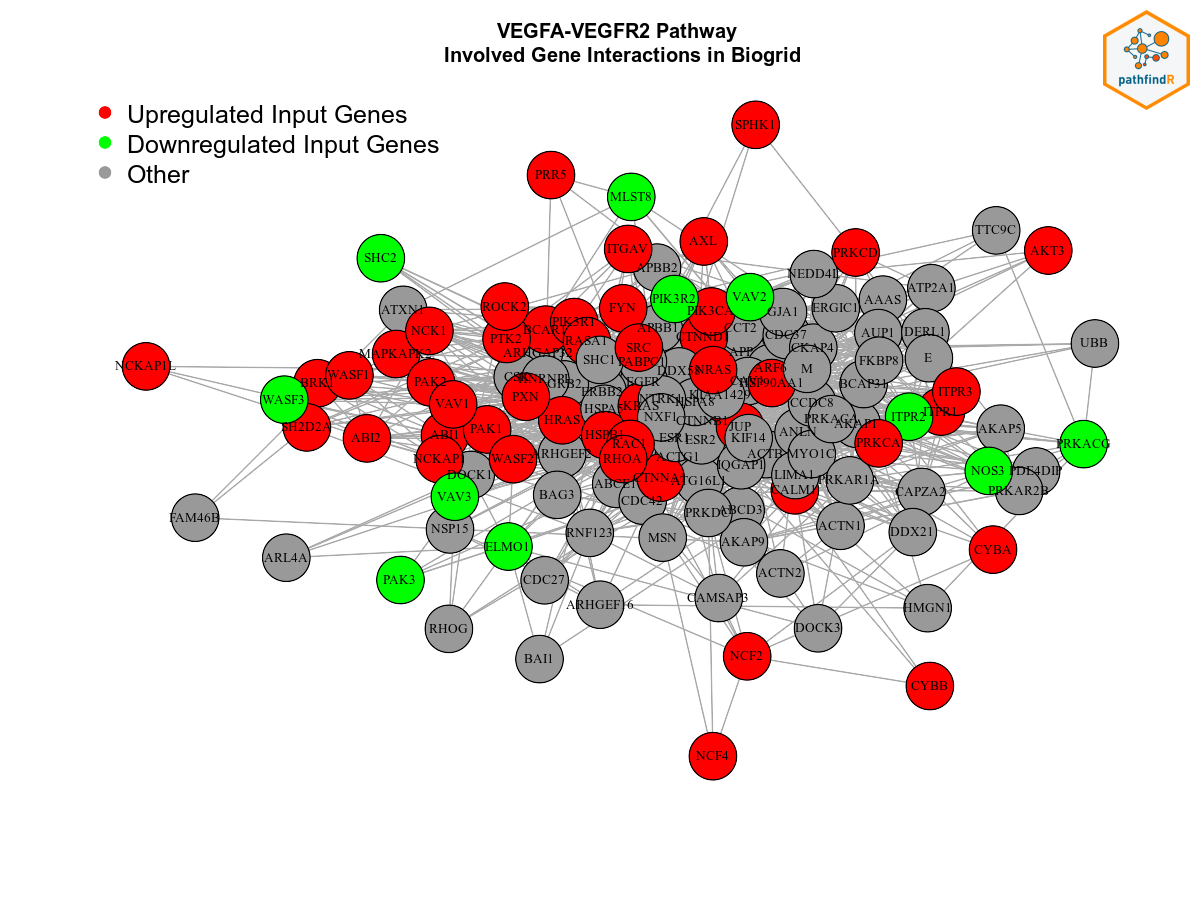 VEGFA-VEGFR2 Pathway
Involved Gene Interactions in Biogrid
pathfindR
Upregulated Input Genes
Downregulated Input Genes
Other
SPHK1
PRR5
MLST8
TTC9C
AXL
ITGAV
PRKCD
AKT3
SHC2
APBB2
NEDD4L
ATP2A1
PIK3R2
VAV2
AAAS
ROCK2
FYN
PIK3CA
ERGIC1
ATXN1
GJA1
NCK1
PIK3R1
APBB1
CCT2
AUP1
DERL1
PTK2
RASA1
CTNND1
CDC37
UBB
SRC
CKAP4
MAPKAPK2
ARHGAP32
SHC1
PABPC1
APP
FKBP8
E
NCKAP1L
WASF1
DDX58
NRAS
ARF6
M
BRK1
PAK2
EGFR
HSP90AA1
BCAP31
ITPR3
WASF3
VAV1
PXN
GRB2
ERBB2
NTRK1
HSPA8
KIAA1429
CCDC8
ITPR1
HSPA5
KRAS
NXF1
CTNNB1
PRKACA
ITPR2
SH2D2A
PAK1
HRAS
JUP
AKAP1
AKAP5
ABI2
ABI1
HSPB1
ESR1
ESR2
KIF14
ANLN
PRKCA
PRKACG
RAC1
NCKAP1
WASF2
ARHGEF2
RHOA
ACTG1
IQGAP1
ACTB
MYO1C
NOS3
PDE4DIP
DOCK1
CTNNA1
LIMA1
ABCE1
ATG16L1
PRKAR1A
CALM1
CAPZA2
PRKAR2B
VAV3
BAG3
CDC42
ABCD3
PRKDC
FAM46B
NSP15
RNF123
ACTN1
DDX21
MSN
AKAP9
ELMO1
CYBA
ARL4A
ACTN2
PAK3
CDC27
CAMSAP3
ARHGEF16
HMGN1
RHOG
DOCK3
BAI1
NCF2
CYBB
NCF4